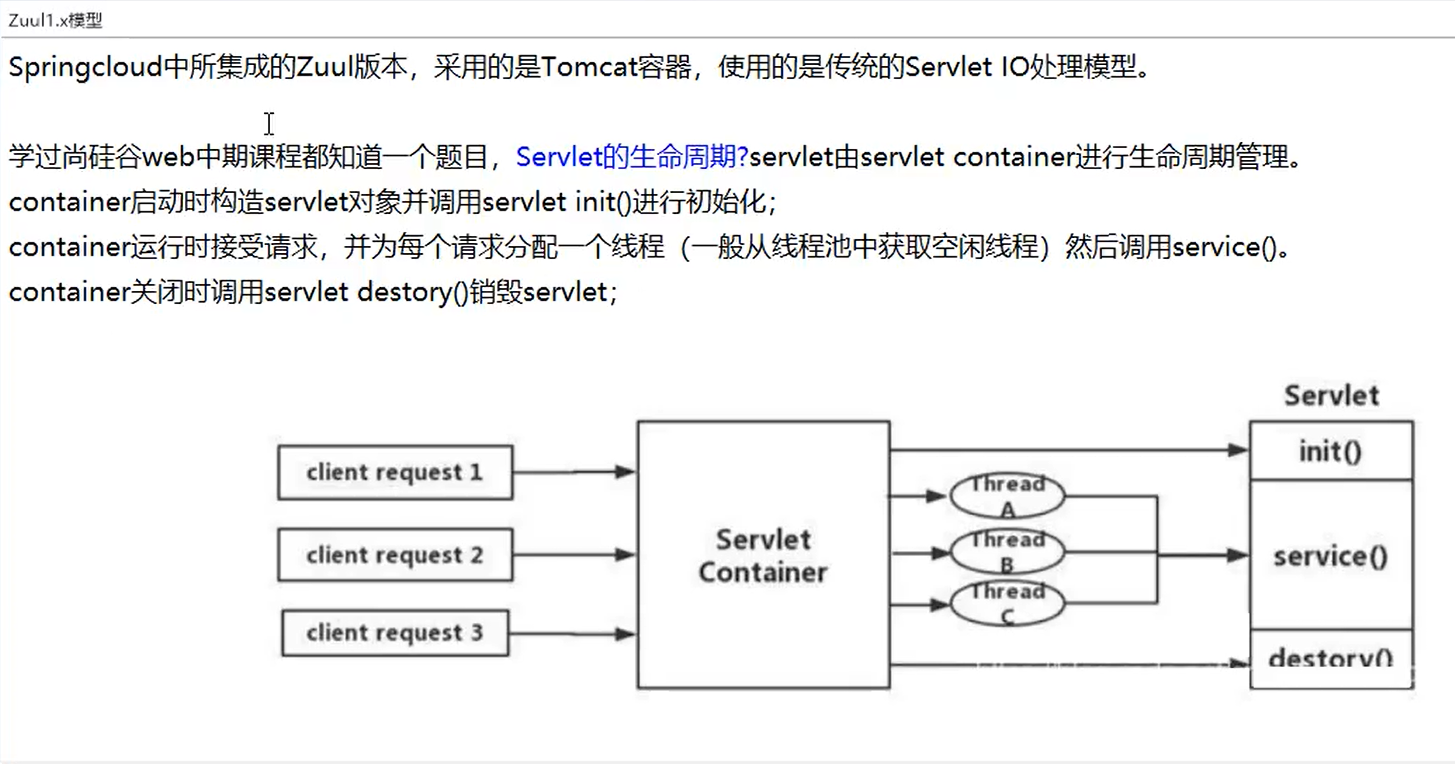 Zuul1.x模型
Springcloud中所集成的Zuul版本，采用的是Tomcat容器，使用的是传统的Servlet IO处理模型。
学过尚硅谷web中期课程都知道一个题目，Servlet的生命周期?servlet由servlet container进行生命周期管理。
container启动时构造servlet对象并调用servlet init()进行初始化；
container运行时接受请求，并为每个请求分配一个线程（一般从线程池中获取空闲线程）然后调用service()。
container关闭时调用servlet destory()销毁servlet；
client request 1
client request 2
client request 3
Servlet
Container
Thread
A
Thread
B
Thread
C
Servlet
init()
service()
destory()